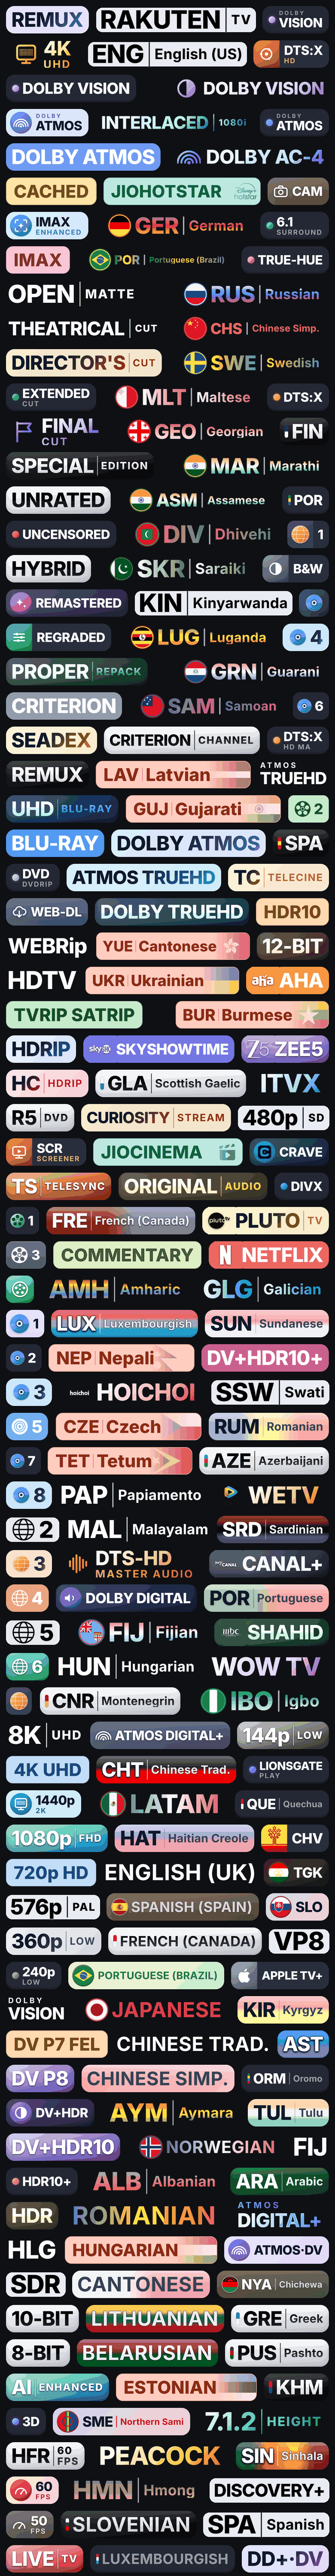 REMUX RAKUTEN TV DOLBY VISION
4K UHD ENG English (US) DTS:X HD
DOLBY VISION DOLBY VISION
DOLBY ATMOS INTERLACED 1080i DOLBY ATMOS
DOLBY ATMOS DOLBY AC-4
CACHED JIOHOTSTAR Disney+ hotstar CAM
IMAX ENHANCED GER German 6.1 SURROUND
IMAX POR Portuguese (Brazil) TRUE-HUE
OPEN MATTE RUS Russian
THEATRICAL CUT CHS Chinese Simp.
DIRECTOR'S CUT SWE Swedish
EXTENDED CUT MLT Maltese DTS:X
FINAL CUT GEO Georgian FIN
SPECIAL EDITION MAR Marathi
UNRATED ASM Assamese POR
UNCENSORED DIV Dhivehi 1
HYBRID SKR Saraiki B&W
REMASTERED KIN Kinyarwanda
REGRADED LUG Luganda 4
PROPER REPACK GRN Guarani
CRITERION SAM Samoan 6
SEADEX CRITERION CHANNEL DTS:X HD MA
REMUX LAV Latvian ATMOS TRUEHD
UHD BLU-RAY GUJ Gujarati 2
BLU-RAY DOLBY ATMOS SPA
DVD DVDRIP ATMOS TRUEHD TC TELECINE
WEB-DL DOLBY TRUEHD HDR10
WEBRip YUE Cantonese 12-BIT
HDTV UKR Ukrainian aha AHA
TVRIP SATRIP BUR Burmese
HDRIP sky SKYSHOWTIME Z5 ZEE5
HC HDRIP GLA Scottish Gaelic ITVX
R5 DVD CURIOSITY STREAM 480p SD
SCR SCREENER JIOCINEMA CRAVE
TS TELESYNC ORIGINAL AUDIO DIVX
1 FRE French (Canada) pluto tv PLUTO TV
3 COMMENTARY NETFLIX
AMH Amharic GLG Galician
1 LUX Luxembourgish SUN Sundanese
2 NEP Nepali DV+HDR10+
3 hoichoi HOICHOI SSW Swati
5 CZE Czech RUM Romanian
7 TET Tetum AZE Azerbaijani
8 PAP Papiamento WETV
2 MAL Malayalam SRD Sardinian
3 DTS-HD MASTER AUDIO CANAL+ CANAL+
4 DOLBY DIGITAL POR Portuguese
5 FIJ Fijian mbc SHAHID
6 HUN Hungarian WOW TV
CNR Montenegrin IBO Igbo
8K UHD ATMOS DIGITAL+ 144p LOW
4K UHD CHT Chinese Trad. LIONSGATE PLAY
1440p 2K LATAM QUE Quechua
1080p FHD HAT Haitian Creole CHV
720p HD ENGLISH (UK) TGK
576p PAL SPANISH (SPAIN) SLO
360p LOW FRENCH (CANADA) VP8
240p LOW PORTUGUESE (BRAZIL) APPLE TV+
DOLBY VISION JAPANESE KIR Kyrgyz
DV P7 FEL CHINESE TRAD. AST
DV P8 CHINESE SIMP. ORM Oromo
DV+HDR AYM Aymara TUL Tulu
DV+HDR10 NORWEGIAN FIJ
HDR10+ ALB Albanian ARA Arabic
HDR ROMANIAN ATMOS DIGITAL+
HLG HUNGARIAN ATMOS·DV
SDR CANTONESE NYA Chichewa
10-BIT LITHUANIAN GRE Greek
8-BIT BELARUSIAN PUS Pashto
AI ENHANCED ESTONIAN KHM
3D SME Northern Sami 7.1.2 HEIGHT
HFR 60 FPS PEACOCK SIN Sinhala
60 FPS HMN Hmong DISCOVERY+
50 FPS SLOVENIAN SPA Spanish
LIVE TV LUXEMBOURGISH DD+·DV